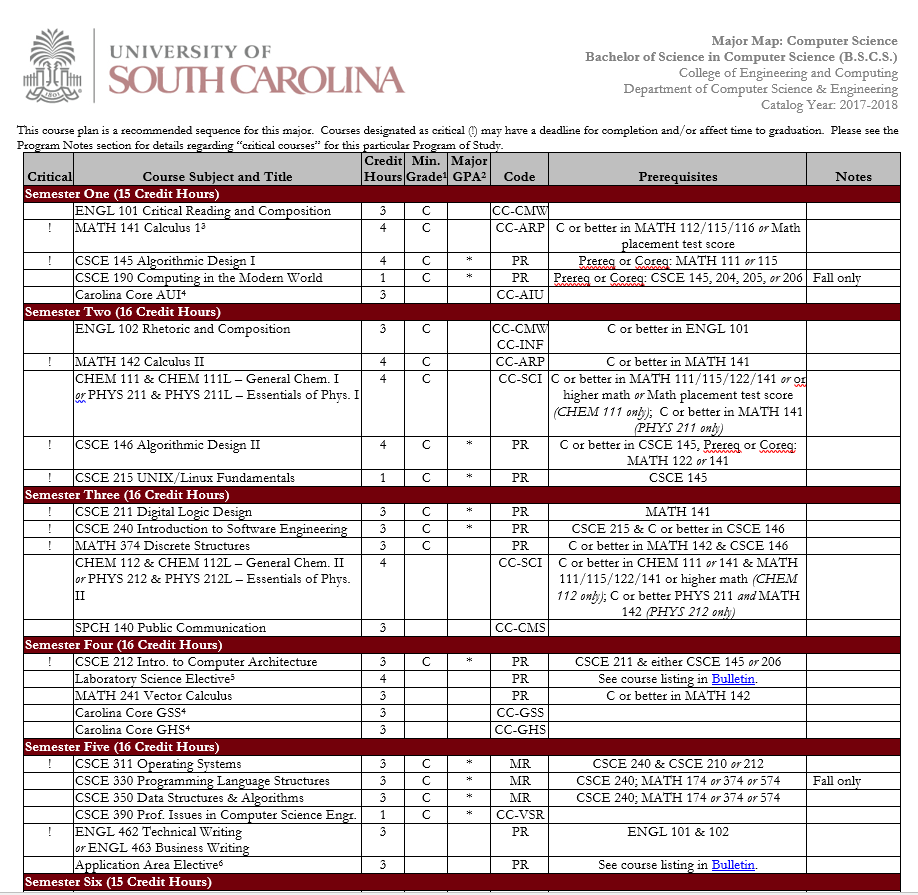 UNIVERSITY OF
SOUTH CAROLINA
1801
Major Map: Computer Science
Bachelor of Science in Computer Science (B.S.C.S.)
College of Engineering and Computing
Department of Computer Science & Engineering
Catalog Year: 2017-2018
This course plan is a recommended sequence for this major. Courses designated as critical (!) may have a deadline for completion and/or affect time to graduation. Please see the
Program Notes section for details regarding “critical courses” for this particular Program of Study.
Critical Course Subject and Title Credit Hours Min. Grade¹ Major GPA² Code Prerequisites Notes
Semester One (15 Credit Hours)
ENGL 101 Critical Reading and Composition 3 C CC-CMW
! MATH 141 Calculus 1³ 4 C CC-ARP C or better in MATH 112/115/116 or Math
placement test score
! CSCE 145 Algorithmic Design I 4 C * PR Prereq or Coreq: MATH 111 or 115
CSCE 190 Computing in the Modern World 1 C * PR Prereq or Coreq: CSCE 145, 204, 205, or 206 Fall only
Carolina Core AUI⁴ 3 CC-AIU
Semester Two (16 Credit Hours)
ENGL 102 Rhetoric and Composition 3 C CC-CMW C or better in ENGL 101
CC-INF
! MATH 142 Calculus II 4 C CC-ARP C or better in MATH 141
CHEM 111 & CHEM 111L – General Chem. I 4 C CC-SCI C or better in MATH 111/115/122/141 or or
or PHYS 211 & PHYS 211L – Essentials of Phys. I higher math or Math placement test score
(CHEM 111 only); C or better in MATH 141
(PHYS 211 only)
! CSCE 146 Algorithmic Design II 4 C * PR C or better in CSCE 145, Prereq or Coreq:
MATH 122 or 141
! CSCE 215 UNIX/Linux Fundamentals 1 C * PR CSCE 145
Semester Three (16 Credit Hours)
! CSCE 211 Digital Logic Design 3 C * PR MATH 141
! CSCE 240 Introduction to Software Engineering 3 C * PR CSCE 215 & C or better in CSCE 146
! MATH 374 Discrete Structures 3 C PR C or better in MATH 142 & CSCE 146
CHEM 112 & CHEM 112L – General Chem. II 4 CC-SCI C or better in CHEM 111 or 141 & MATH
or PHYS 212 & PHYS 212L – Essentials of Phys. 111/115/122/141 or higher math (CHEM
II 112 only); C or better PHYS 211 and MATH
142 (PHYS 212 only)
SPCH 140 Public Communication 3 CC-CMS
Semester Four (16 Credit Hours)
! CSCE 212 Intro. to Computer Architecture 3 C * PR CSCE 211 & either CSCE 145 or 206
Laboratory Science Elective⁵ 4 PR See course listing in Bulletin.
MATH 241 Vector Calculus 3 PR C or better in MATH 142
Carolina Core GSS⁴ 3 CC-GSS
Carolina Core GHS⁴ 3 CC-GHS
Semester Five (16 Credit Hours)
! CSCE 311 Operating Systems 3 C * MR CSCE 240 & CSCE 210 or 212
CSCE 330 Programming Language Structures 3 C * MR CSCE 240; MATH 174 or 374 or 574 Fall only
CSCE 350 Data Structures & Algorithms 3 C * MR CSCE 240; MATH 174 or 374 or 574
CSCE 390 Prof. Issues in Computer Science Engr. 1 C * CC-VSR
! ENGL 462 Technical Writing 3 PR ENGL 101 & 102
or ENGL 463 Business Writing
Application Area Elective⁶ 3 PR See course listing in Bulletin.
Semester Six (15 Credit Hours)